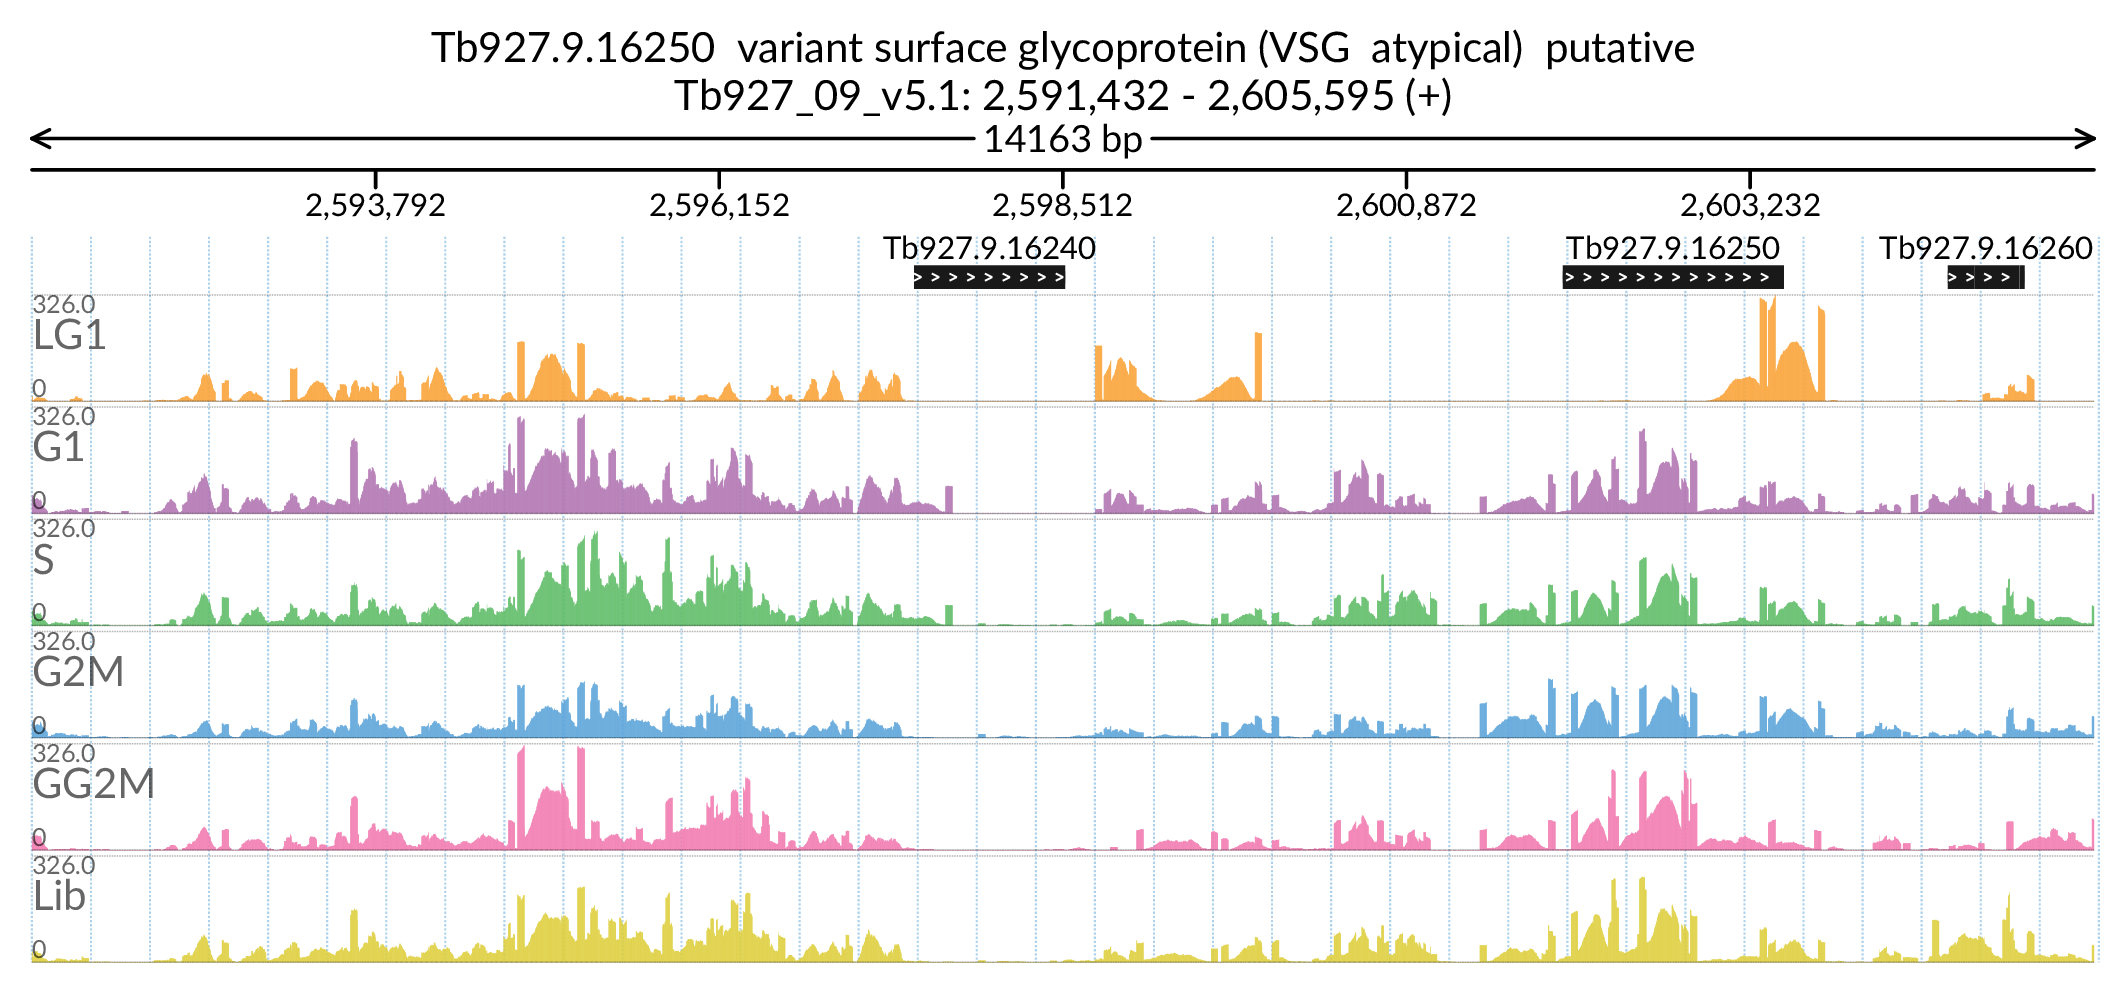 Tb927.9.16250  variant surface glycoprotein (VSG  atypical)  putative
Tb927_09_v5.1: 2,591,432 - 2,605,595 (+)
14163 bp
2,593,792 2,596,152 2,598,512 2,600,872 2,603,232
Tb927.9.16240 Tb927.9.16250 Tb927.9.16260
326.0
LG1
0
326.0
G1
0
326.0
S
0
326.0
G2M
0
326.0
GG2M
0
326.0
Lib
0